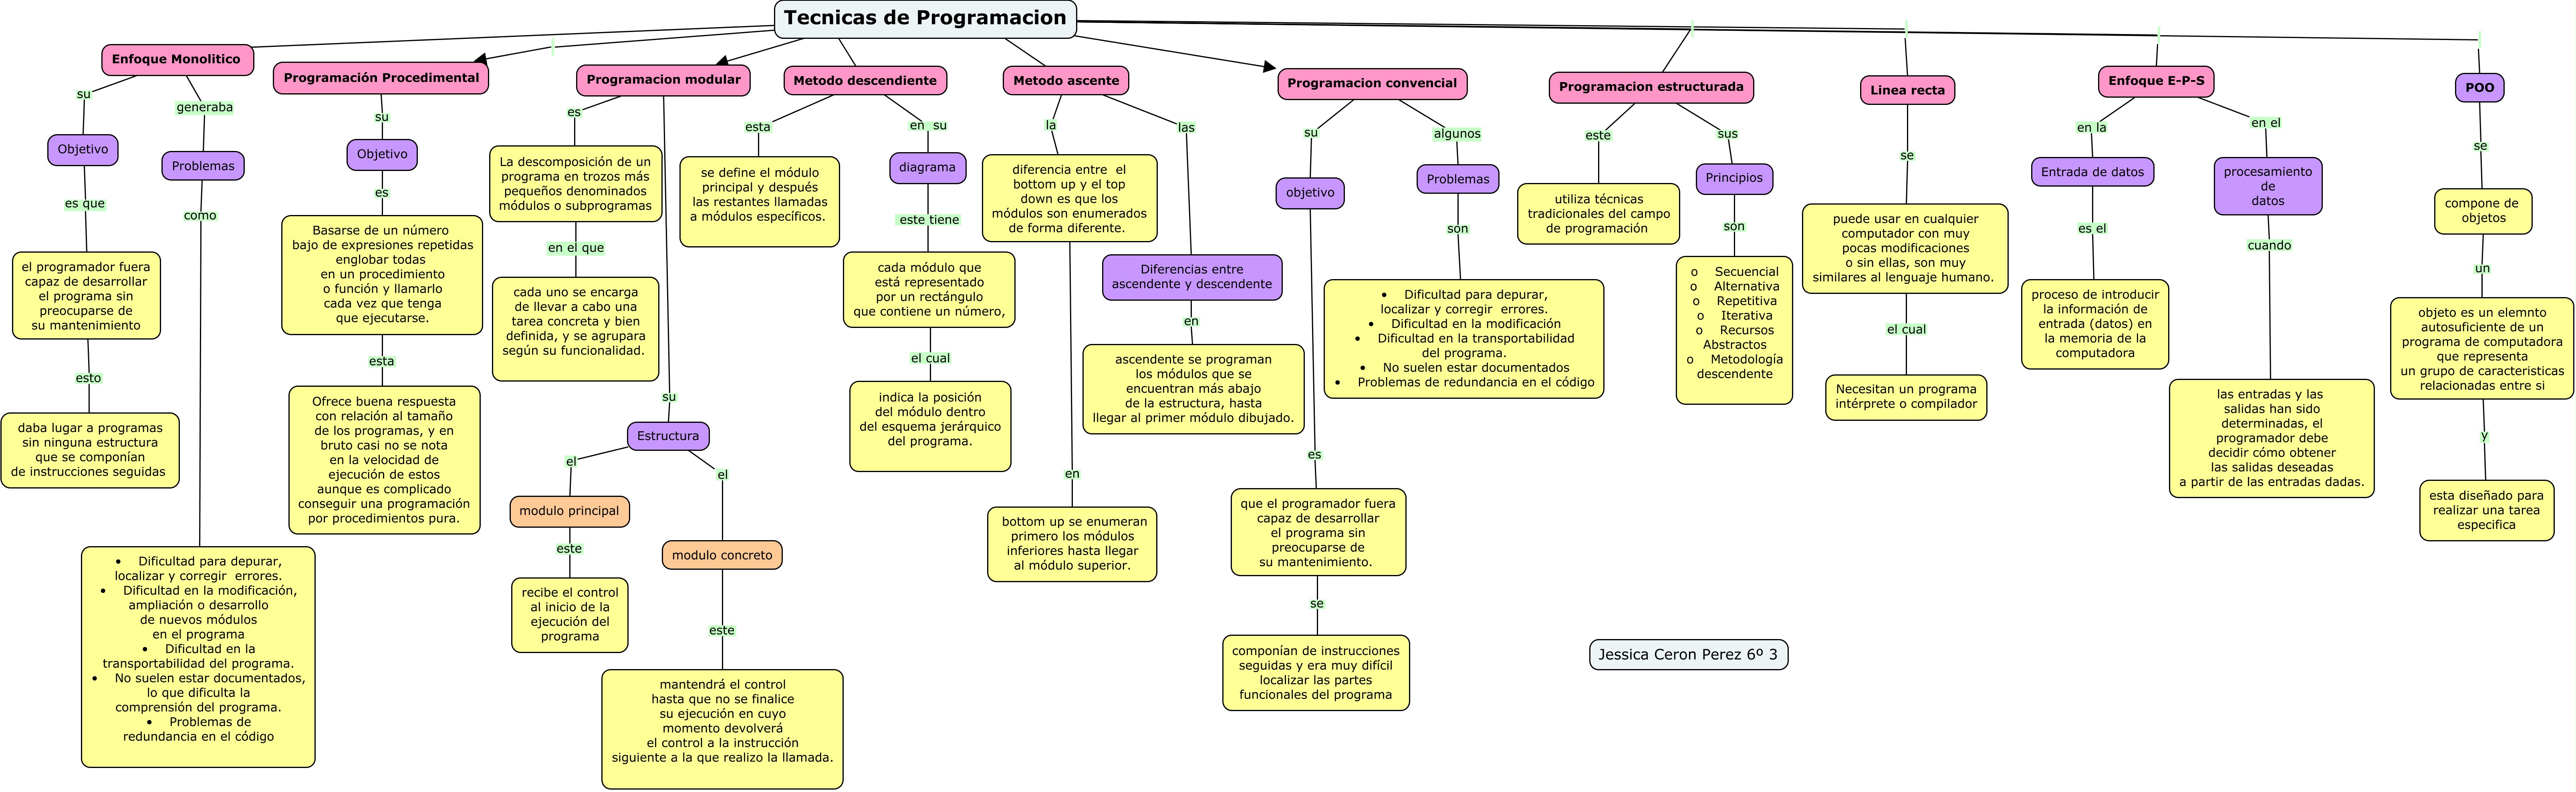 Tecnicas de Programacion
Enfoque Monolitico
su
Objetivo
es que
el programador fuera
capaz de desarrollar
el programa sin
preocuparse de
su mantenimiento
esto
daba lugar a programas
sin ninguna estructura
que se componían
de instrucciones seguidas
generaba
Problemas
como
• Dificultad para depurar,
localizar y corregir errores.
• Dificultad en la modificación,
ampliación o desarrollo
de nuevos módulos
en el programa
• Dificultad en la
transportabilidad del programa.
• No suelen estar documentados,
lo que dificulta la
comprensión del programa.
• Problemas de
redundancia en el código
Programación Procedimental
su
Objetivo
es
Basarse de un número
bajo de expresiones repetidas
englobar todas
en un procedimiento
o función y llamarlo
cada vez que tenga
que ejecutarse.
esta
Ofrece buena respuesta
con relación al tamaño
de los programas, y en
bruto casi no se nota
en la velocidad de
ejecución de estos
aunque es complicado
conseguir una programación
por procedimientos pura.
Programacion modular
es
La descomposición de un
programa en trozos más
pequeños denominados
módulos o subprogramas
en el que
cada uno se encarga
de llevar a cabo una
tarea concreta y bien
definida, y se agrupara
según su funcionalidad.
su
Estructura
el
modulo principal
este
recibe el control
al inicio de la
ejecución del
programa
el
modulo concreto
este
mantendrá el control
hasta que no se finalice
su ejecución en cuyo
momento devolverá
el control a la instrucción
siguiente a la que realizo la llamada.
Metodo descendiente
esta
se define el módulo
principal y después
las restantes llamadas
a módulos específicos.
en su
diagrama
este tiene
cada módulo que
está representado
por un rectángulo
que contiene un número,
el cual
indica la posición
del módulo dentro
del esquema jerárquico
del programa.
Metodo ascente
la
diferencia entre el
bottom up y el top
down es que los
módulos son enumerados
de forma diferente.
en
bottom up se enumeran
primero los módulos
inferiores hasta llegar
al módulo superior.
las
Diferencias entre
ascendente y descendente
en
ascendente se programan
los módulos que se
encuentran más abajo
de la estructura, hasta
llegar al primer módulo dibujado.
Programacion convencial
su
objetivo
es
que el programador fuera
capaz de desarrollar
el programa sin
preocuparse de
su mantenimiento.
se
componían de instrucciones
seguidas y era muy difícil
localizar las partes
funcionales del programa
algunos
Problemas
son
• Dificultad para depurar,
localizar y corregir errores.
• Dificultad en la modificación
• Dificultad en la transportabilidad
del programa.
• No suelen estar documentados
• Problemas de redundancia en el código
Programacion estructurada
este
utiliza técnicas
tradicionales del campo
de programación
sus
Principios
son
o Secuencial
o Alternativa
o Repetitiva
o Iterativa
o Recursos
Abstractos
o Metodología
descendente
Linea recta
se
puede usar en cualquier
computador con muy
pocas modificaciones
o sin ellas, son muy
similares al lenguaje humano.
el cual
Necesitan un programa
intérprete o compilador
Enfoque E-P-S
en la
Entrada de datos
es el
proceso de introducir
la información de
entrada (datos) en
la memoria de la
computadora
en el
procesamiento
de
datos
cuando
las entradas y las
salidas han sido
determinadas, el
programador debe
decidir cómo obtener
las salidas deseadas
a partir de las entradas dadas.
POO
se
compone de
objetos
un
objeto es un elemnto
autosuficiente de un
programa de computadora
que representa
un grupo de caracteristicas
relacionadas entre si
y
esta diseñado para
realizar una tarea
especifica
Jessica Ceron Perez 6º 3